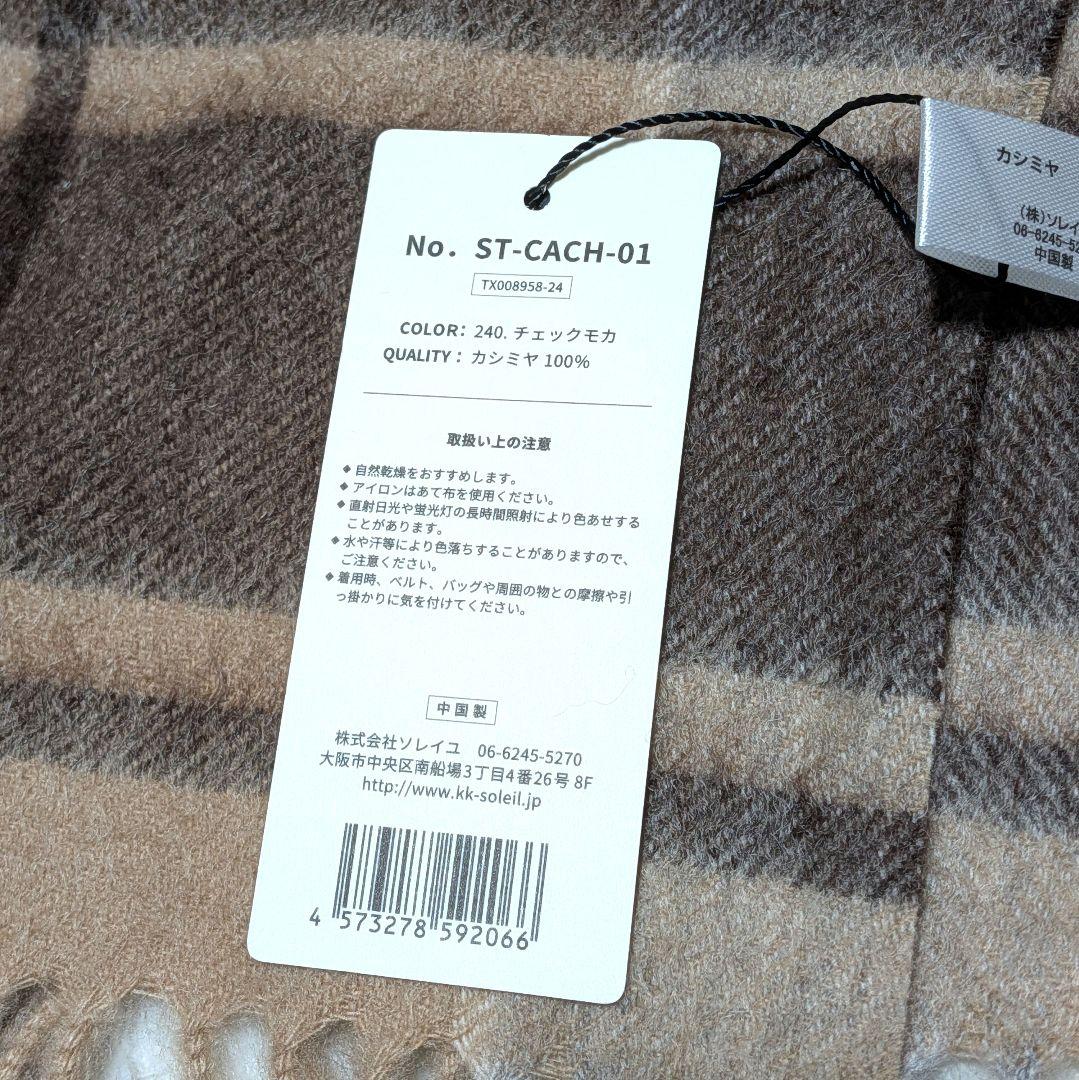 No. ST-CACH-01
TX008958-24
COLOR: 240. チェックモカ
QUALITY : カシミヤ 100%
取扱い上の注意
◆自然乾燥をおすすめします。
◆アイロンはあて布を使用ください。
◆直射日光や蛍光灯の長時間照射により色あせする
ことがあります。
◆水や汗等により色落ちすることがありますので、
ご注意ください。
◆着用時、ベルト、バッグや周囲の物との摩擦や引
っ掛かりに気を付けてください。
中国製
株式会社ソレイユ 06-6245-5270
大阪市中央区南船場3丁目4番26号 8F
http://www.kk-soleil.jp
4 573278 592066
カシミヤ
(株)ソレイ
06-6245-52
中国製